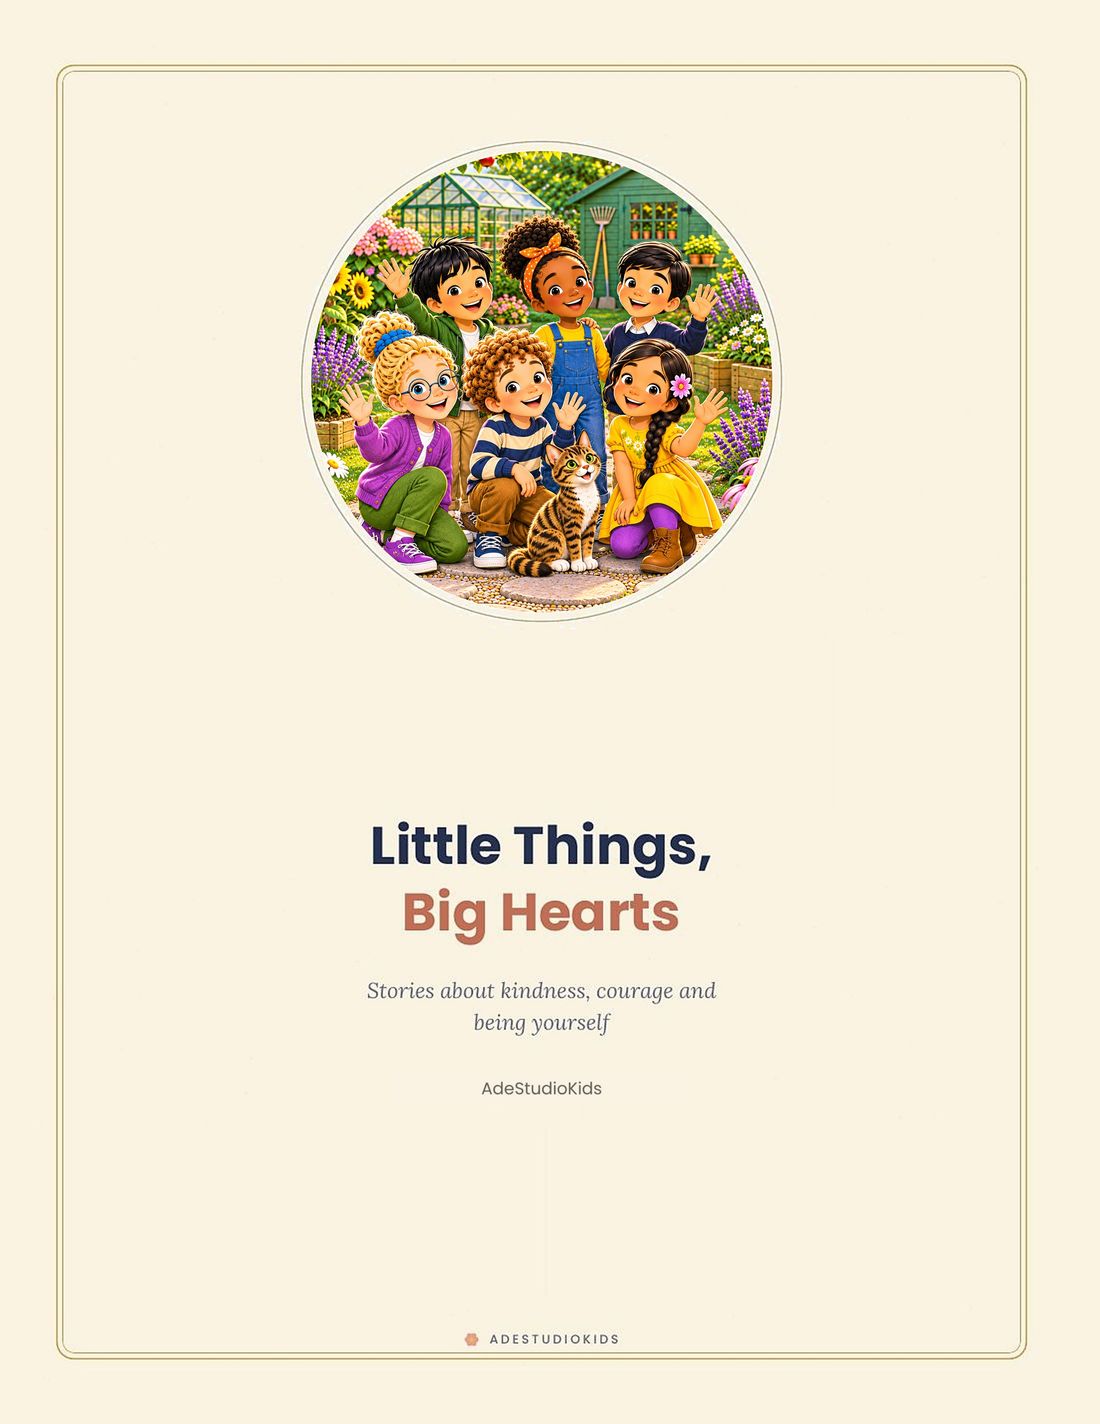 Little Things,
Big Hearts
Stories about kindness, courage and
being yourself
AdeStudioKids
ADESTUDIOKIDS